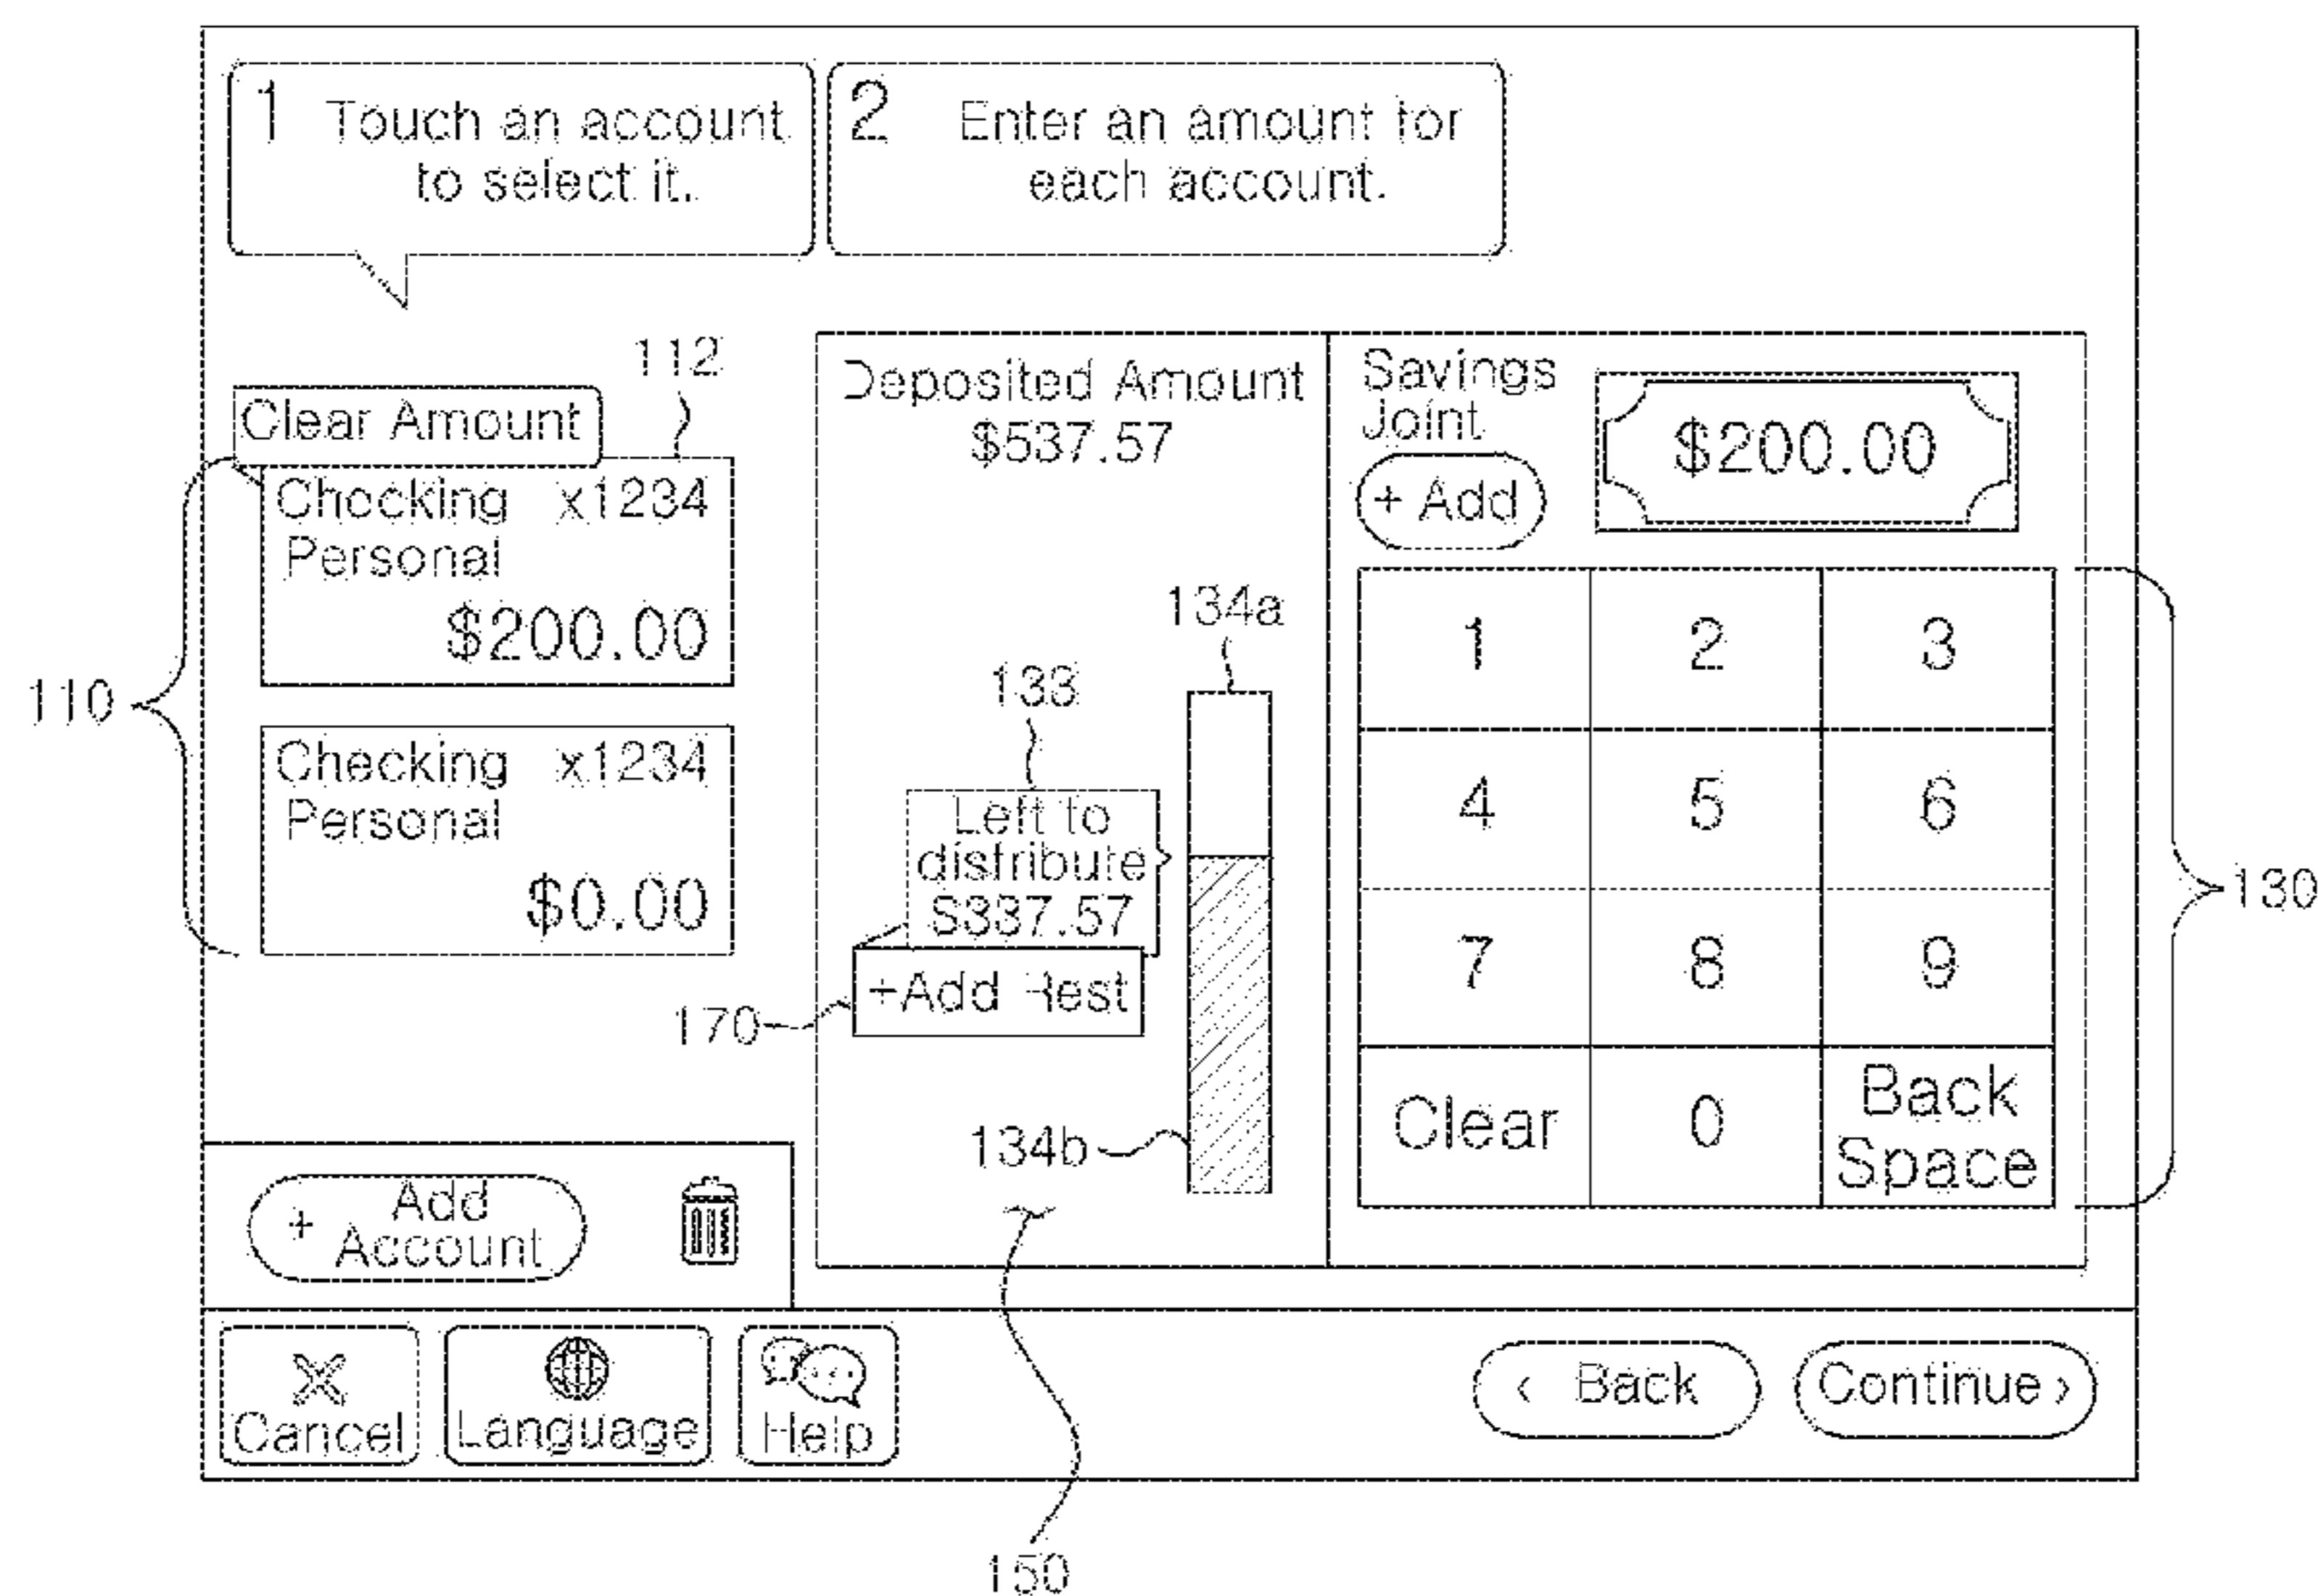 1 Touch an account
to select it.
2 Enter an amount for
each account.
112
Clear Amount
Checking x1234
Personal
$200.00
110
Checking x1234
Personal
$0.00
Deposited Amount
$537.57
134a
133
Left to
distribute
$337.57
+Add Rest
170
134b
Savings
Joint
+ Add
$200.00
1 2 3
4 5 6
7 8 9
Clear 0 Back
Space
130
+ Add
Account
Cancel
Language
Help
‹ Back
Continue ›
150